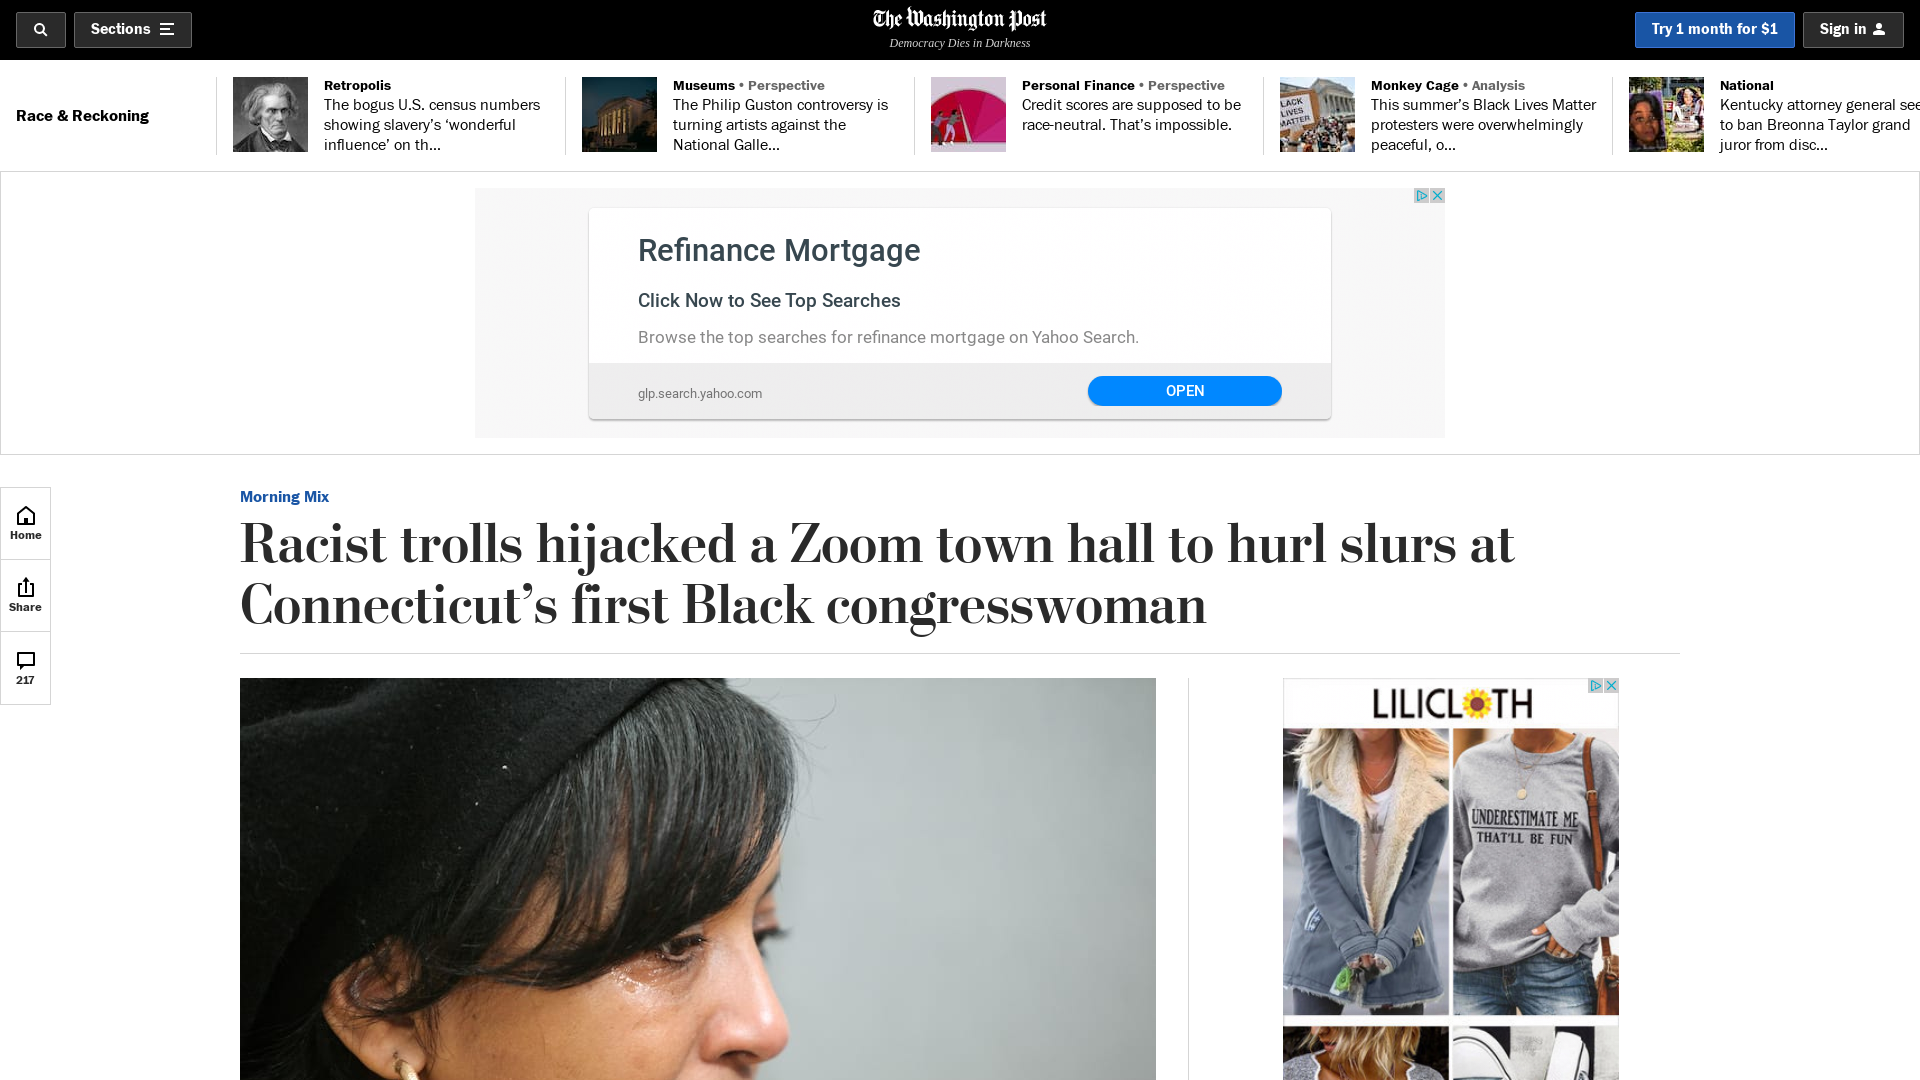 Sections
The Washington Post
Democracy Dies in Darkness
Try 1 month for $1
Sign in
Race & Reckoning
Retropolis
The bogus U.S. census numbers
showing slavery’s ‘wonderful
influence’ on th...
Museums • Perspective
The Philip Guston controversy is
turning artists against the
National Galle...
Personal Finance • Perspective
Credit scores are supposed to be
race-neutral. That’s impossible.
Monkey Cage • Analysis
This summer’s Black Lives Matter
protesters were overwhelmingly
peaceful, o...
National
Kentucky attorney general see
to ban Breonna Taylor grand
juror from disc...
LACK
LIVES
MATTER
Refinance Mortgage
Click Now to See Top Searches
Browse the top searches for refinance mortgage on Yahoo Search.
glp.search.yahoo.com
OPEN
Home
Share
217
Morning Mix
Racist trolls hijacked a Zoom town hall to hurl slurs at
Connecticut’s first Black congresswoman
LILICLOTH
UNDERESTIMATE ME
THAT'LL BE FUN